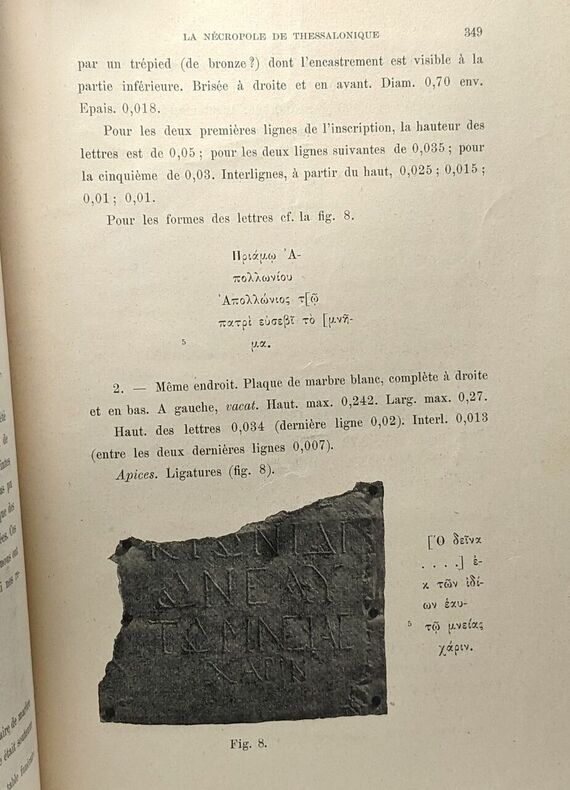 LA NÉCROPOLE DE THESSALONIQUE 349
par un trépied (de bronze?) dont l'encastrement est visible à la
partie inférieure. Brisée à droite et en avant. Diam. 0,70 env.
Epais. 0,018.
Pour les deux premières lignes de l'inscription, la hauteur des
lettres est de 0,05; pour les deux lignes suivantes de 0,035; pour
la cinquième de 0,03. Interlignes, à partir du haut, 0,025; 0,015;
0,01; 0,01.
Pour les formes des lettres cf. la fig. 8.
Πριάμῳ Ἀ-
πολλωνίου
Ἀπολλώνιος τ[ῷ
πατρὶ εὐσεβῖ τὸ [μνῆ-
5 μα.
2. — Même endroit. Plaque de marbre blanc, complète à droite
et en bas. A gauche, vacat. Haut. max. 0,242. Larg. max. 0,27.
Haut. des lettres 0,034 (dernière ligne 0,02). Interl. 0,013
(entre les deux dernières lignes 0,007).
Apices. Ligatures (fig. 8).
[Ὁ δεῖνα
. . . .] ἐ-
κ τῶν ἰδί-
ων ἑαυ-
5 τῷ μνείας
χάριν.
Fig. 8.